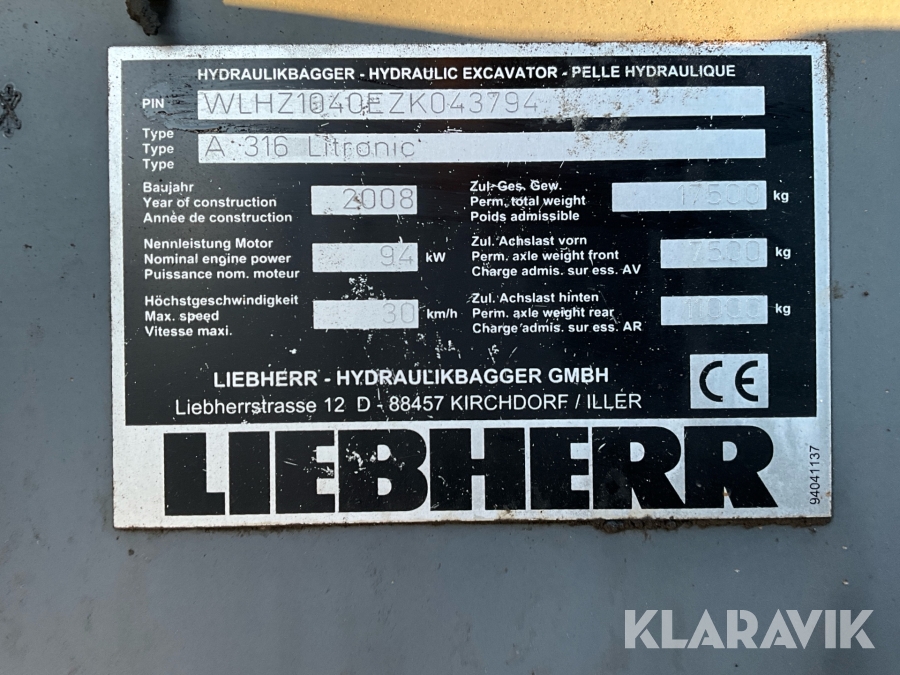 HYDRAULIKBAGGER - HYDRAULIC EXCAVATOR - PELLE HYDRAULIQUE
PIN WLHZ1040EZK043794
Type
Type A 316 Litronic
Type
Baujahr
Year of construction 2008
Annèe de construction
Zul. Ges. Gew.
Perm. total weight 17500 kg
Poids admissible
Nennleistung Motor
Nominal engine power 94 kW
Puissance nom. moteur
Zul. Achslast vorn
Perm. axle weight front 7500 kg
Charge admis. sur ess. AV
Höchstgeschwindigkeit
Max. speed 30 km/h
Vitesse maxi.
Zul. Achslast hinten
Perm. axle weight rear kg
Charge admis. sur ess. AR
LIEBHERR - HYDRAULIKBAGGER GMBH
Liebherrstrasse 12 D - 88457 KIRCHDORF / ILLER
CE
LIEBHERR
94041137
KLARAVIK